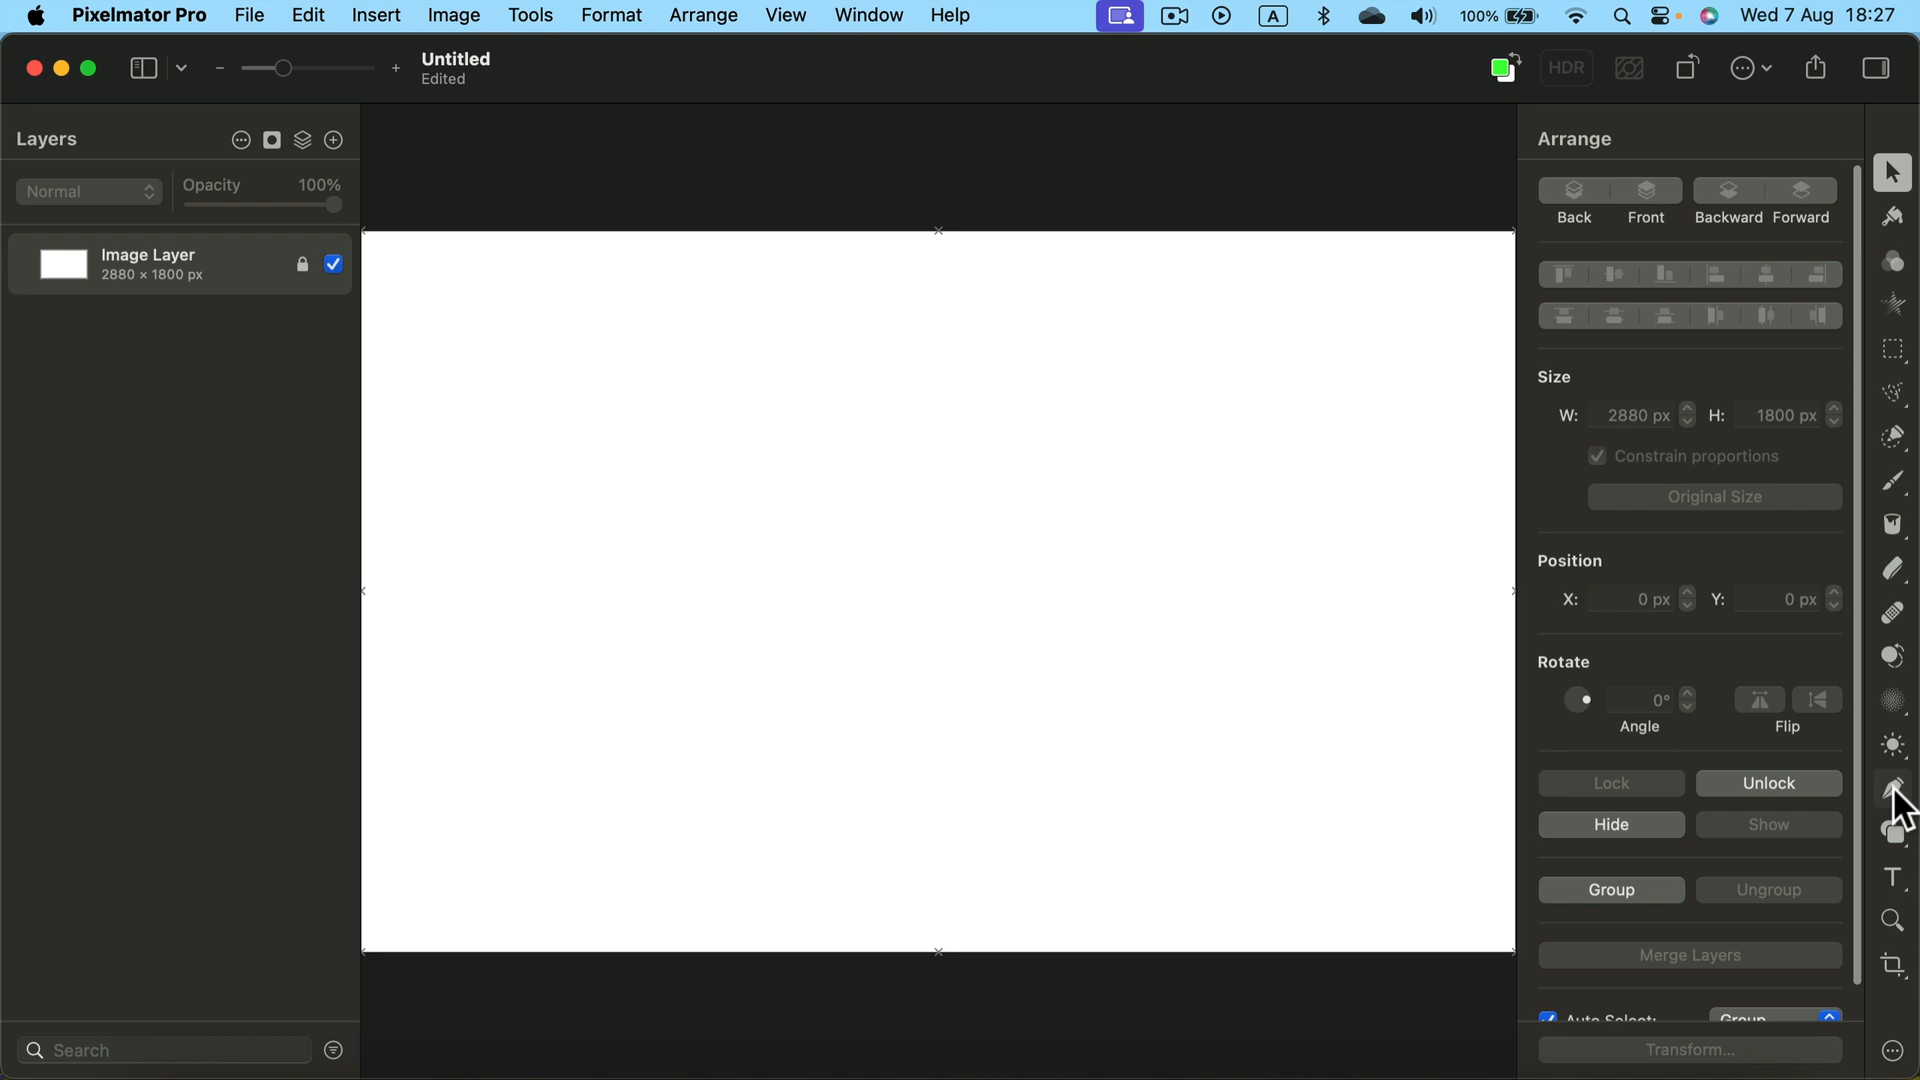 Pixelmator Pro File Edit Insert Image Tools Format Arrange View Window Help A 100% Wed 7 Aug 18:27
Untitled
Edited
HDR
Layers
Normal
Opacity 100%
Image Layer
2880 × 1800 px
Search
Arrange
Back Front Backward Forward
Size
W: 2880 px H: 1800 px
Constrain proportions
Original Size
Position
X: 0 px Y: 0 px
Rotate
0°
Angle Flip
Lock Unlock
Hide Show
Group Ungroup
Merge Layers
Auto Select: Group
Transform...
T